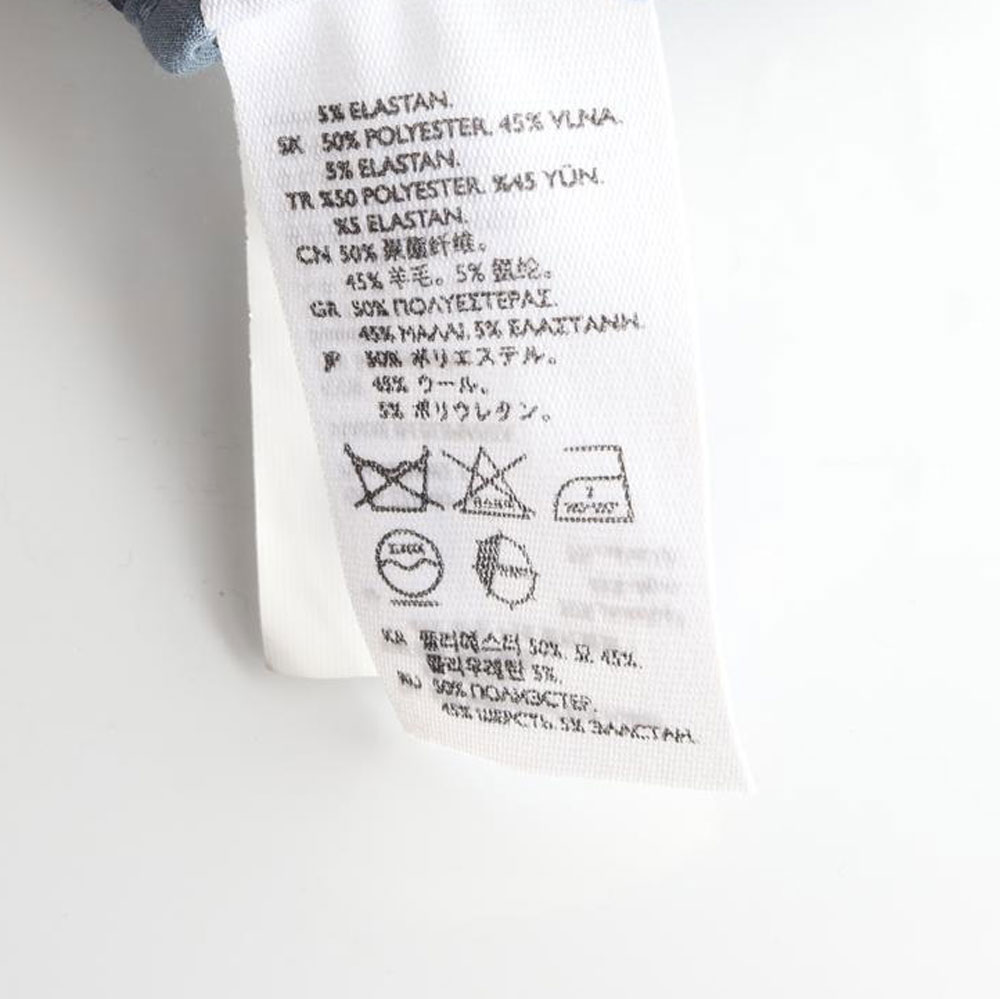 5% ELASTAN.
SK 50% POLYESTER. 45% VLNA.
5% ELASTAN.
TR %50 POLYESTER. %45 YÜN.
%5 ELASTAN.
CN 50% 聚酯纤维。
45% 羊毛。5% 氨纶。
GR 50% ΠΟΛΥΕΣΤΕΡΑΣ.
45% ΜΑΛΛΙ. 5% ΕΛΑΣΤΑΝΗ.
JP 50% ポリエステル。
45% ウール。
5% ポリウレタン。
KR 폴리에스터 50%. 모 45%.
폴리우레탄 5%.
RU 50% ПОЛИЭСТЕР.
45% ШЕРСТЬ. 5% ЭЛАСТАН.